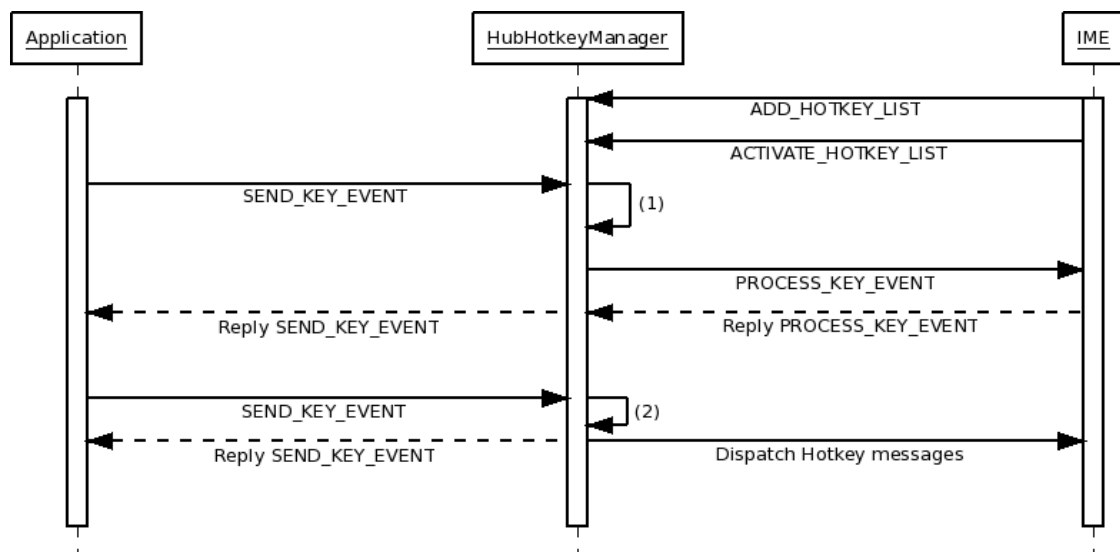 Application
HubHotkeyManager
IME
ADD_HOTKEY_LIST
ACTIVATE_HOTKEY_LIST
SEND_KEY_EVENT
(1)
PROCESS_KEY_EVENT
Reply SEND_KEY_EVENT
Reply PROCESS_KEY_EVENT
SEND_KEY_EVENT
(2)
Reply SEND_KEY_EVENT
Dispatch Hotkey messages